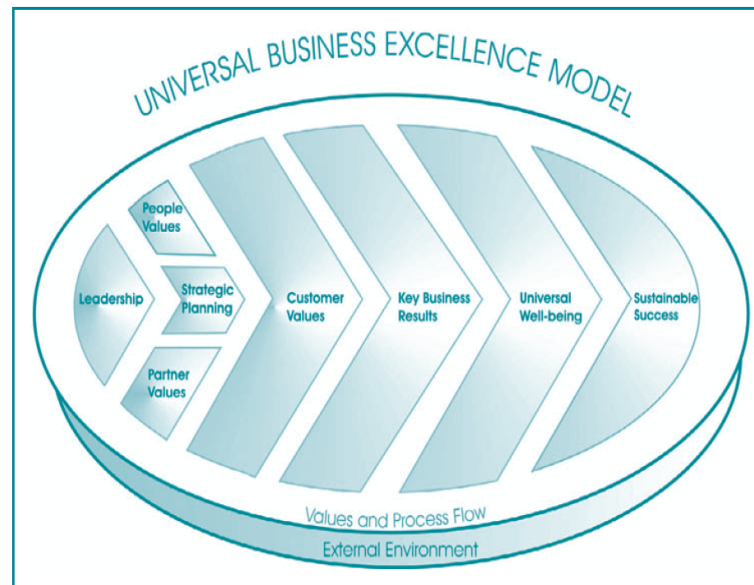 UNIVERSAL BUSINESS EXCELLENCE MODEL
People
Values
Leadership
Strategic
Planning
Partner
Values
Customer
Values
Key Business
Results
Universal
Well-being
Sustainable
Success
Values and Process Flow
External Environment